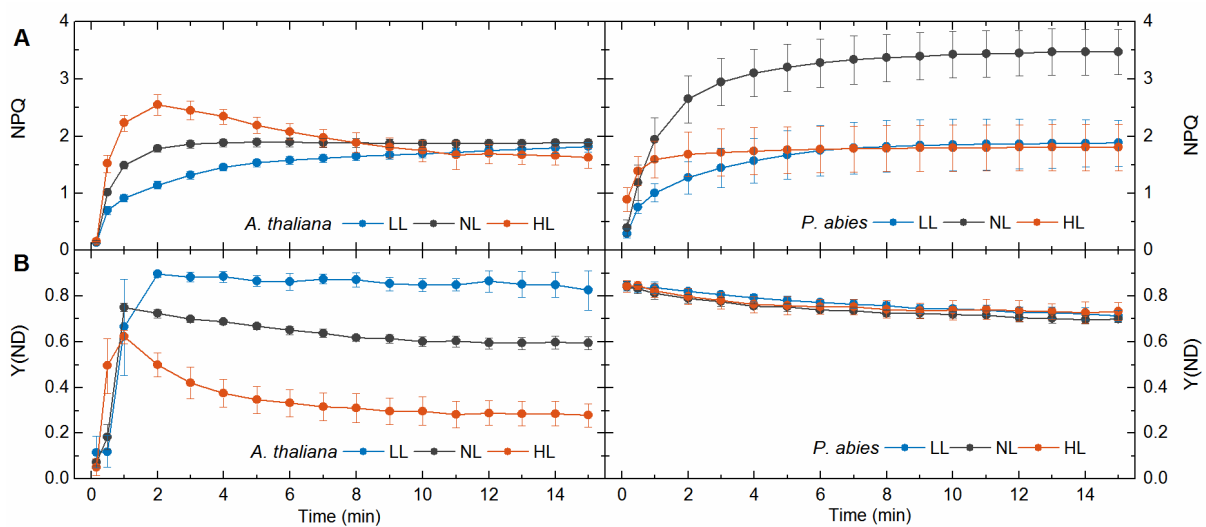 A
4
3
2
1
0
NPQ
A. thaliana LL NL HL
4
3
2
1
0
NPQ
P. abies LL NL HL
B
0.8
0.6
0.4
0.2
0.0
Y(ND)
A. thaliana LL NL HL
0.8
0.6
0.4
0.2
0.0
Y(ND)
P. abies LL NL HL
0 2 4 6 8 10 12 14
Time (min)
0 2 4 6 8 10 12 14
Time (min)